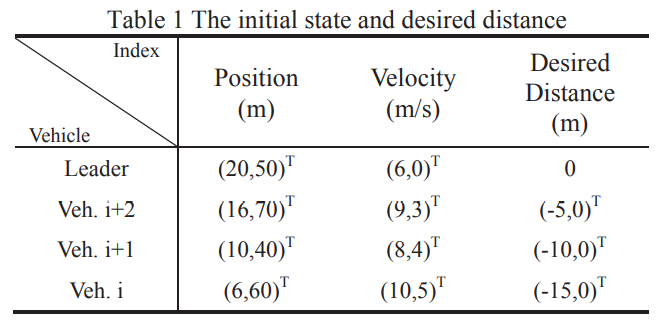 Table 1 The initial state and desired distance
Index
Vehicle
Position
(m)
Velocity
(m/s)
Desired
Distance
(m)
Leader (20,50)ᵀ (6,0)ᵀ 0
Veh. i+2 (16,70)ᵀ (9,3)ᵀ (-5,0)ᵀ
Veh. i+1 (10,40)ᵀ (8,4)ᵀ (-10,0)ᵀ
Veh. i (6,60)ᵀ (10,5)ᵀ (-15,0)ᵀ